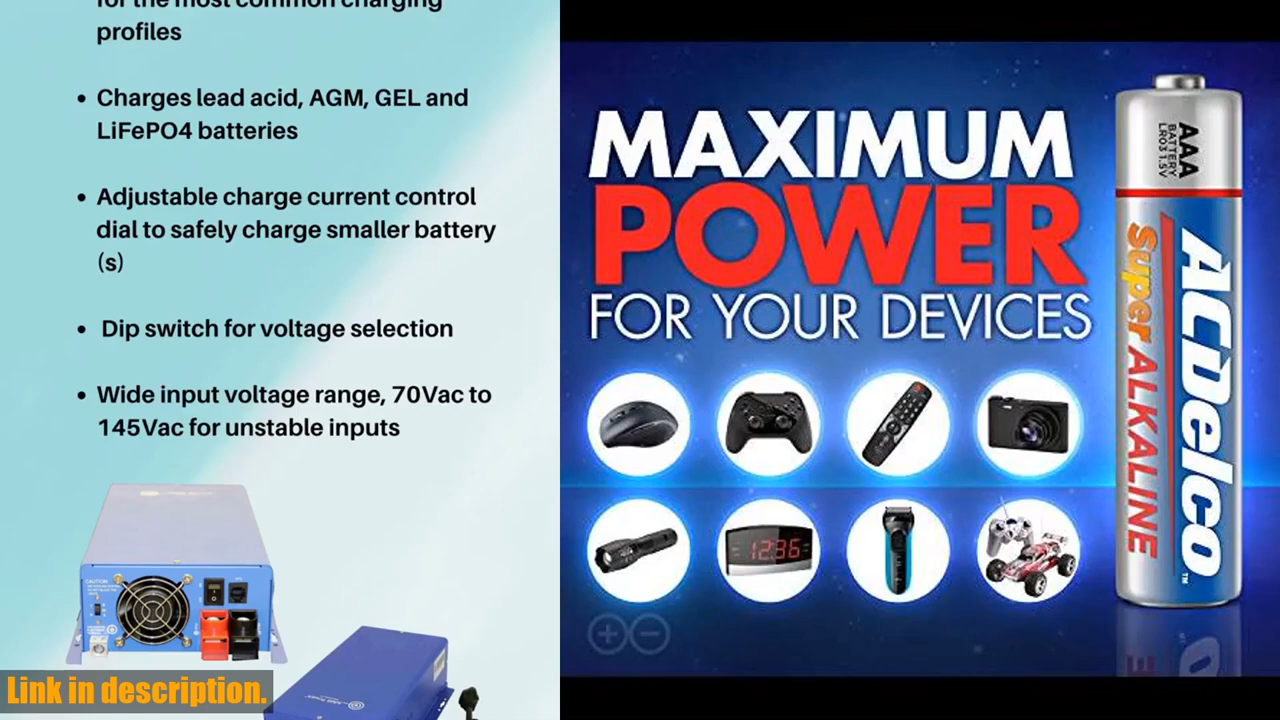 for the most common charging
profiles
• Charges lead acid, AGM, GEL and
LiFePO4 batteries
• Adjustable charge current control
dial to safely charge smaller battery
(s)
• Dip switch for voltage selection
• Wide input voltage range, 70Vac to
145Vac for unstable inputs
CAUTION
Link in description.
MAXIMUM
POWER
FOR YOUR DEVICES
12:36
AAA
BATTERY
LR03 1.5V
ACDelco™
Super ALKALINE